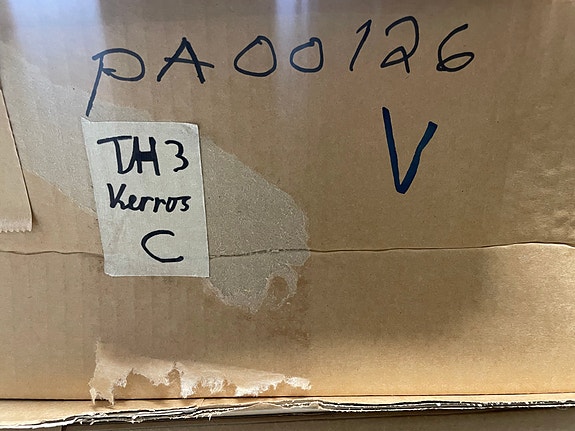 PA00126
V
TH3
Kerros
C